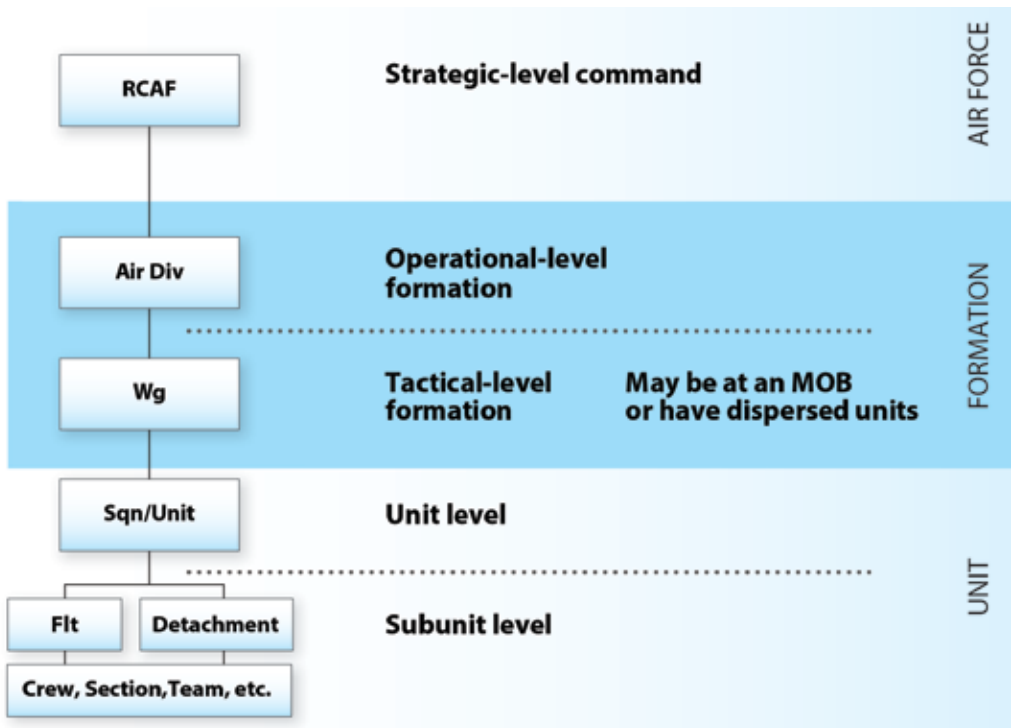 RCAF
Strategic-level command
AIR FORCE
Air Div
Operational-level
formation
FORMATION
Wg
Tactical-level
formation
May be at an MOB
or have dispersed units
Sqn/Unit
Unit level
UNIT
Flt
Detachment
Subunit level
Crew, Section,Team, etc.